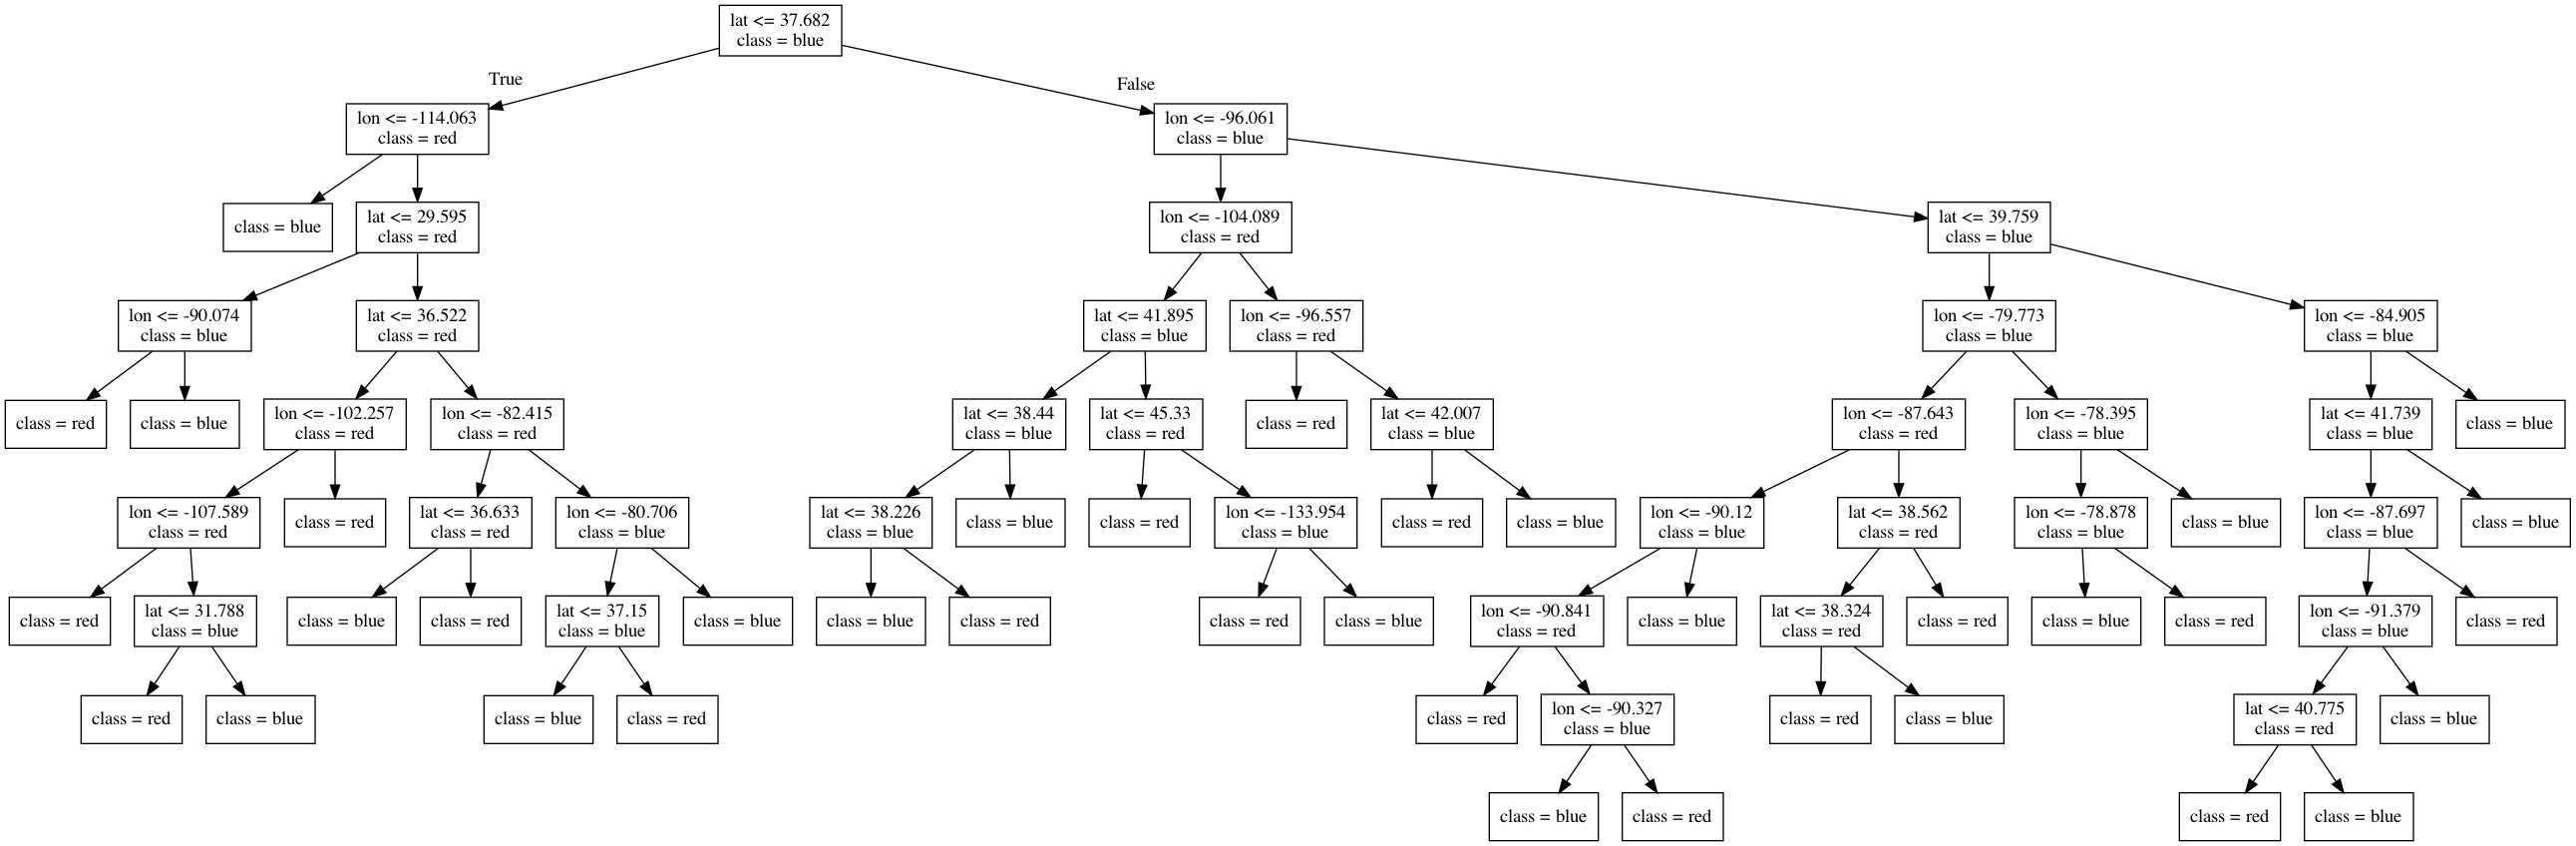 lat <= 37.682
class = blue
True
False
lon <= -114.063
class = red
lon <= -96.061
class = blue
class = blue
lat <= 29.595
class = red
lon <= -104.089
class = red
lat <= 39.759
class = blue
lon <= -90.074
class = blue
lat <= 36.522
class = red
lat <= 41.895
class = blue
lon <= -96.557
class = red
lon <= -79.773
class = blue
lon <= -84.905
class = blue
class = red
class = blue
lon <= -102.257
class = red
lon <= -82.415
class = red
lat <= 38.44
class = blue
lat <= 45.33
class = red
class = red
lat <= 42.007
class = blue
lon <= -87.643
class = red
lon <= -78.395
class = blue
lat <= 41.739
class = blue
class = blue
lon <= -107.589
class = red
class = red
lat <= 36.633
class = red
lon <= -80.706
class = blue
lat <= 38.226
class = blue
class = blue
class = red
lon <= -133.954
class = blue
class = red
class = blue
lon <= -90.12
class = blue
lat <= 38.562
class = red
lon <= -78.878
class = blue
class = blue
lon <= -87.697
class = blue
class = blue
class = red
lat <= 31.788
class = blue
class = blue
class = red
lat <= 37.15
class = blue
class = blue
class = blue
class = red
class = red
class = blue
lon <= -90.841
class = red
class = blue
lat <= 38.324
class = red
class = red
class = blue
class = red
lon <= -91.379
class = blue
class = red
class = red
class = blue
class = blue
class = red
class = red
lon <= -90.327
class = blue
class = red
class = blue
lat <= 40.775
class = red
class = blue
class = blue
class = red
class = red
class = blue